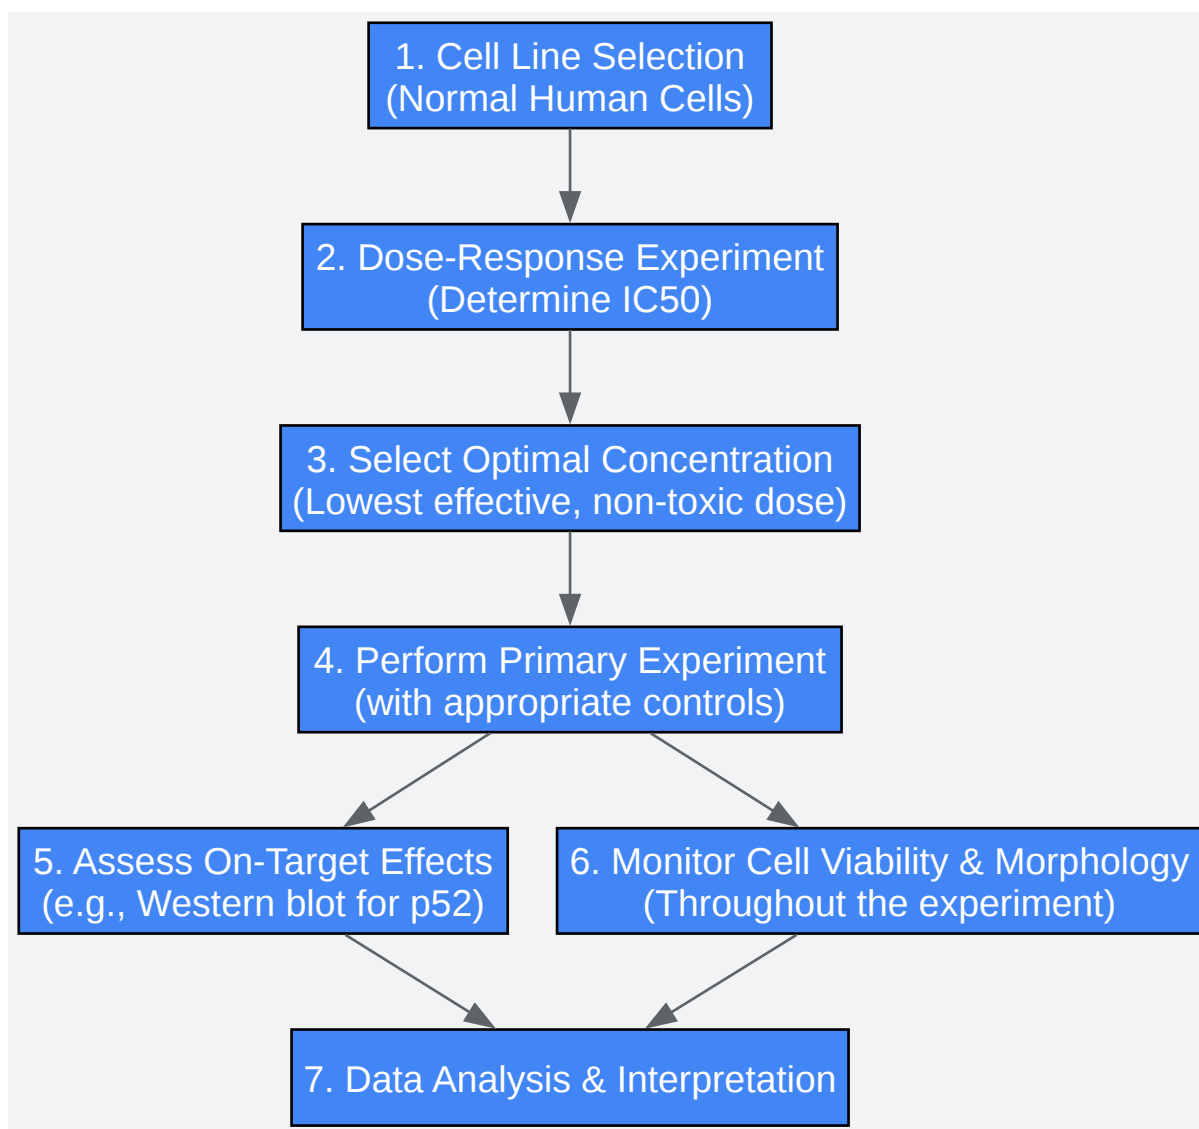 1. Cell Line Selection
(Normal Human Cells)
2. Dose-Response Experiment
(Determine IC50)
3. Select Optimal Concentration
(Lowest effective, non-toxic dose)
4. Perform Primary Experiment
(with appropriate controls)
5. Assess On-Target Effects
(e.g., Western blot for p52)
6. Monitor Cell Viability & Morphology
(Throughout the experiment)
7. Data Analysis & Interpretation